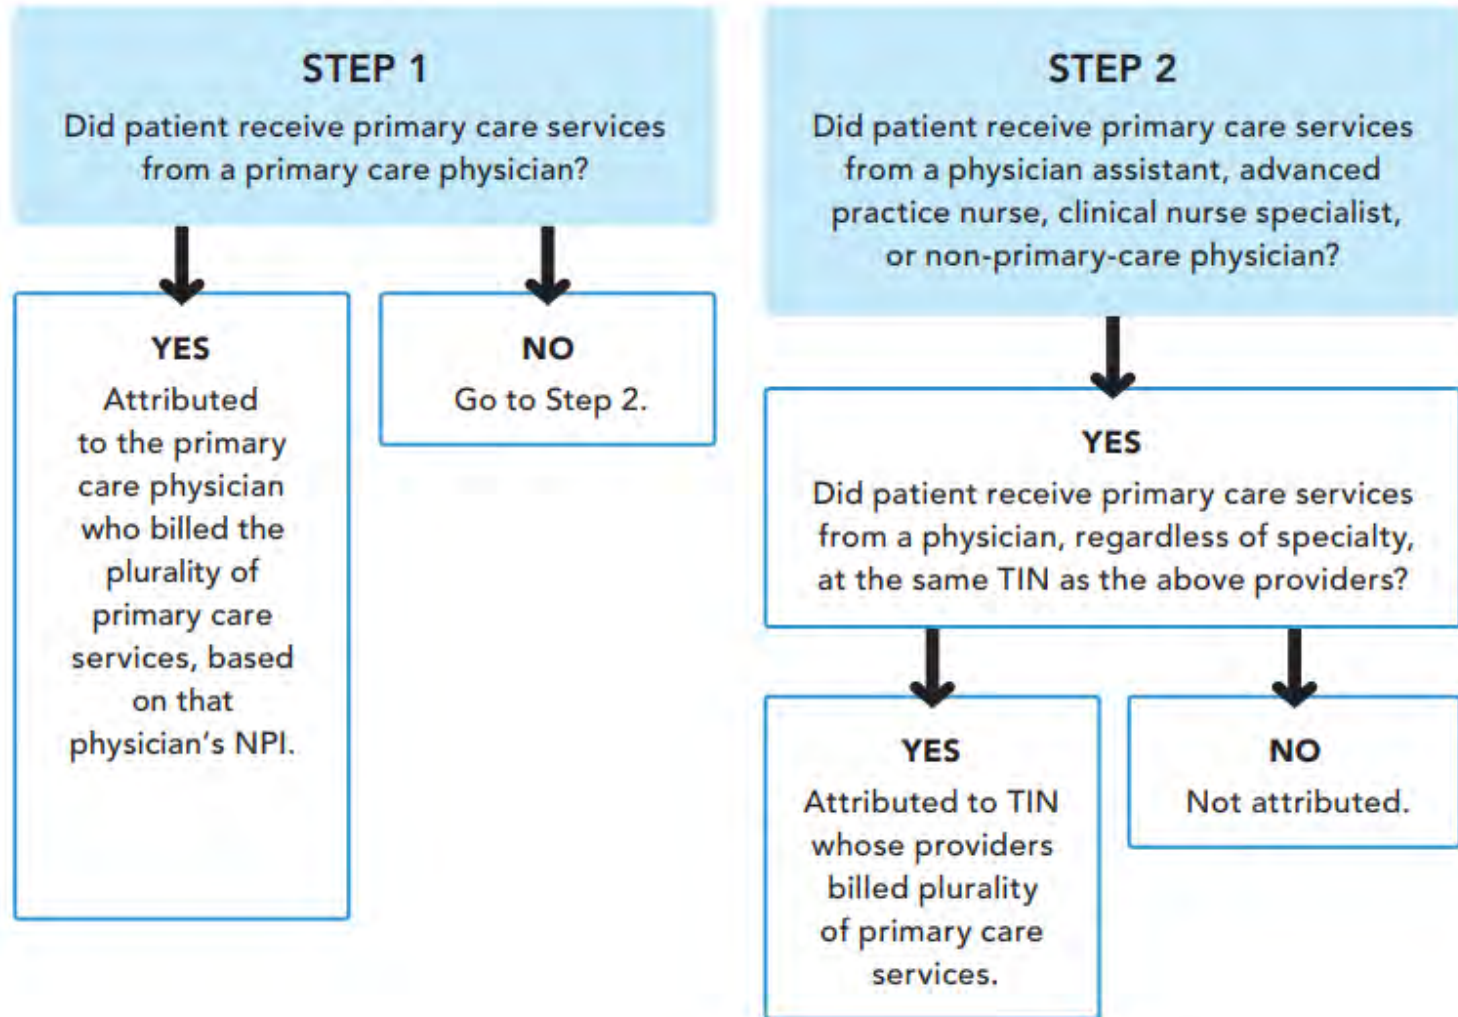 STEP 1
Did patient receive primary care services
from a primary care physician?
YES
Attributed
to the primary
care physician
who billed the
plurality of
primary care
services, based
on that
physician's NPI.
NO
Go to Step 2.
STEP 2
Did patient receive primary care services
from a physician assistant, advanced
practice nurse, clinical nurse specialist,
or non-primary-care physician?
YES
Did patient receive primary care services
from a physician, regardless of specialty,
at the same TIN as the above providers?
YES
Attributed to TIN
whose providers
billed plurality
of primary care
services.
NO
Not attributed.